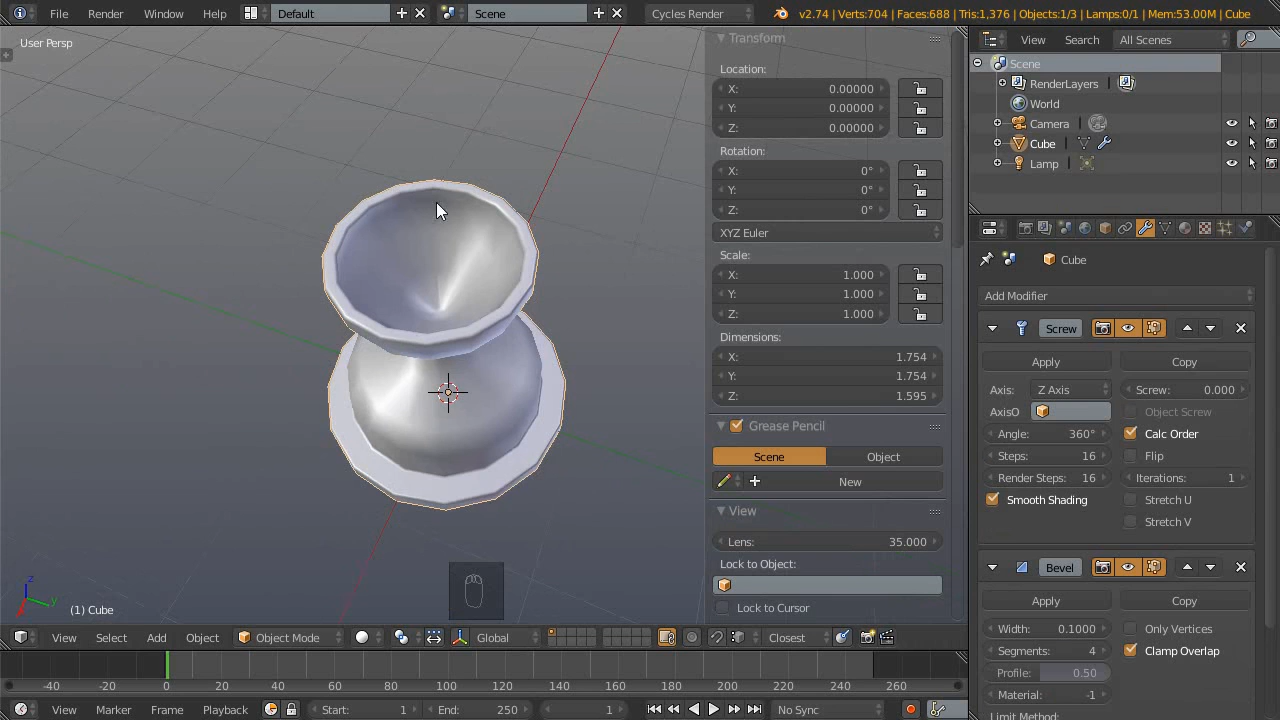 File Render Window Help Default Scene Cycles Render v2.74 | Verts:704 | Faces:688 | Tris:1,376 | Objects:1/3 | Lamps:0/1 | Mem:53.00M | Cube
User Persp
Transform
Location:
X: 0.00000
Y: 0.00000
Z: 0.00000
Rotation:
X: 0°
Y: 0°
Z: 0°
XYZ Euler
Scale:
X: 1.000
Y: 1.000
Z: 1.000
Dimensions:
X: 1.754
Y: 1.754
Z: 1.595
Grease Pencil
Scene Object
New
View
Lens: 35.000
Lock to Object:
Lock to Cursor
z
y
(1) Cube
View Select Add Object Object Mode Global Closest
-40 -20 0 20 40 60 80 100 120 140 160 180 200 220 240 260
View Marker Frame Playback Start: 1 End: 250 1 No Sync
View Search All Scenes
Scene
RenderLayers
World
Camera
Cube
Lamp
Cube
Add Modifier
Screw
Apply Copy
Axis: Z Axis Screw: 0.000
AxisO Object Screw
Angle: 360° Calc Order
Steps: 16 Flip
Render Steps: 16 Iterations: 1
Smooth Shading Stretch U
Stretch V
Bevel
Apply Copy
Width: 0.1000 Only Vertices
Segments: 4 Clamp Overlap
Profile: 0.50
Material: -1
Limit Method: